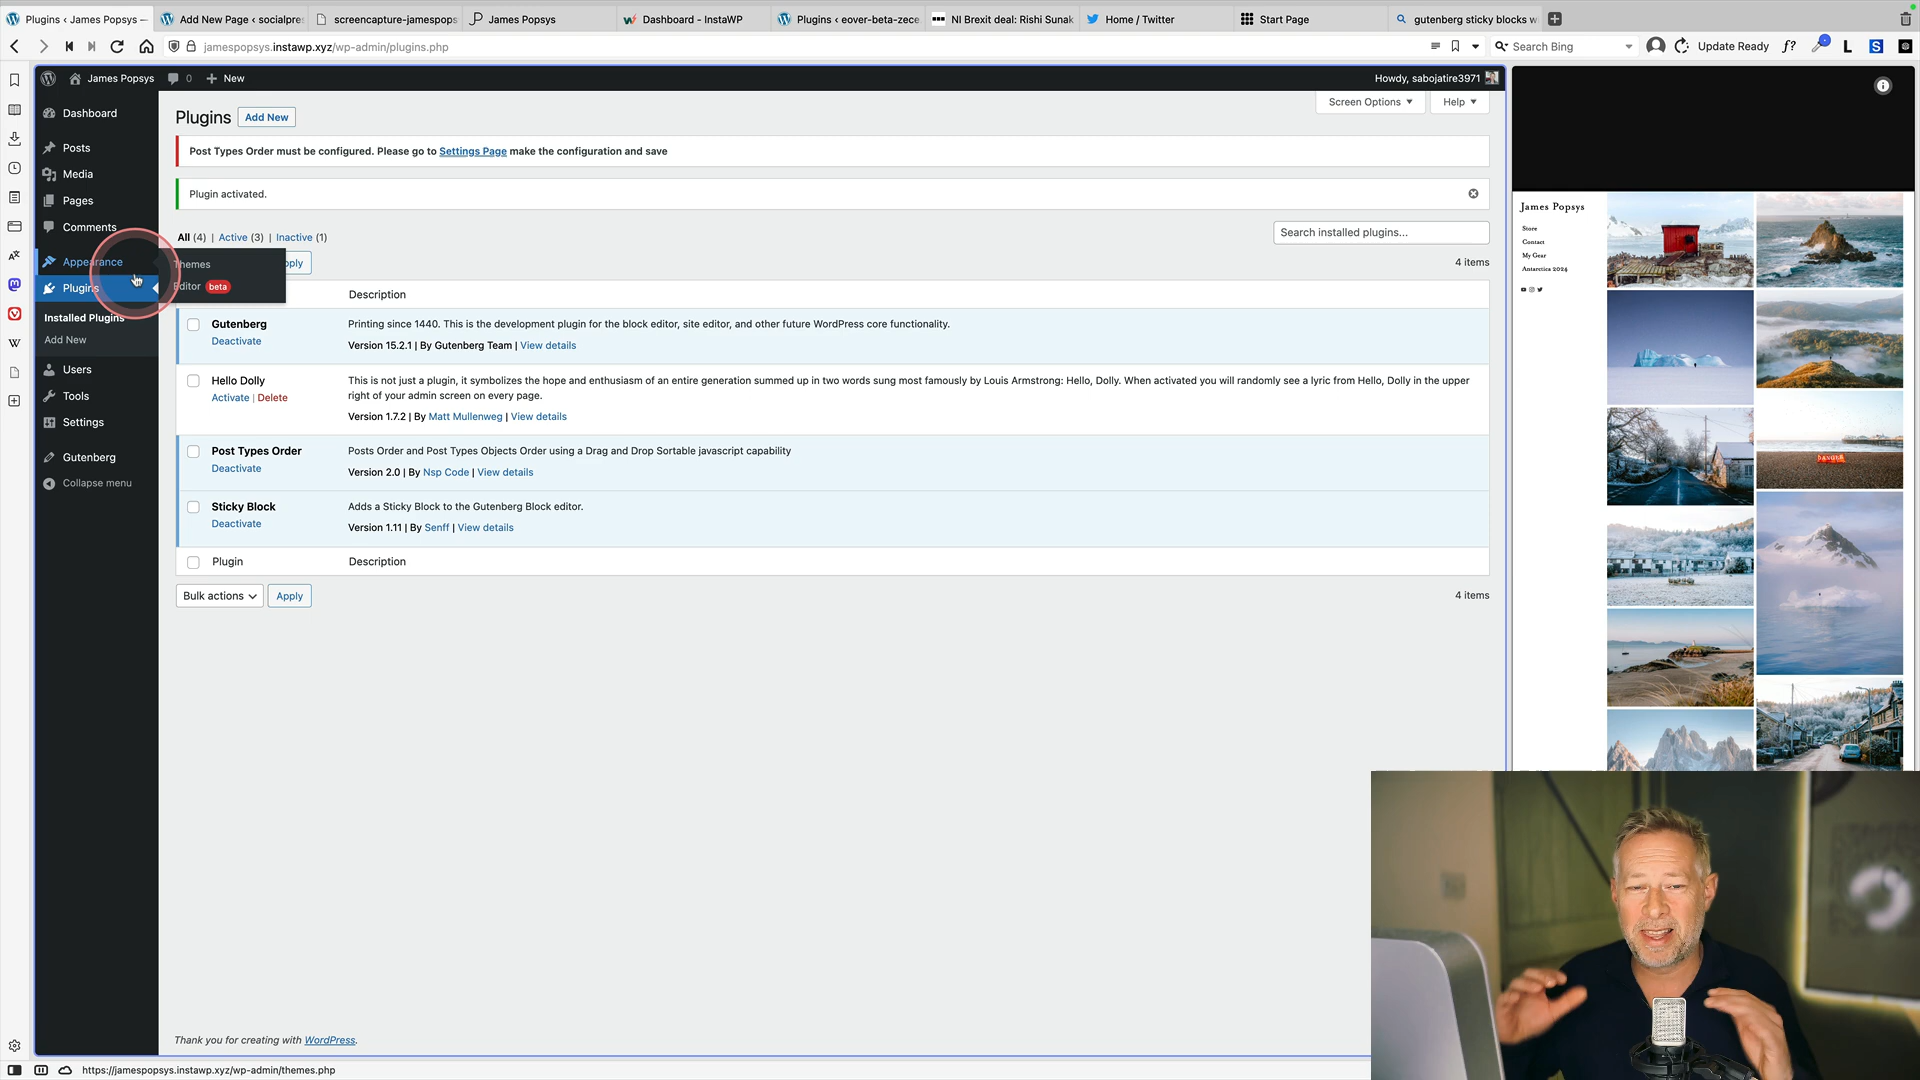 Plugins ‹ James Popsys —
Add New Page ‹ socialpres
screencapture-jamespops
James Popsys
Dashboard - InstaWP
Plugins ‹ eover-beta-zece
NI Brexit deal: Rishi Sunak
Home / Twitter
Start Page
gutenberg sticky blocks w
jamespopsys.instawp.xyz/wp-admin/plugins.php
Search Bing
Update Ready
James Popsys
0
New
Howdy, sabojatire3971
Dashboard
Posts
Media
Pages
Comments
Appearance
Plugins
Installed Plugins
Add New
Users
Tools
Settings
Gutenberg
Collapse menu
Themes
Editor beta
Plugins
Add New
Screen Options
Help
Post Types Order must be configured. Please go to Settings Page make the configuration and save
Plugin activated.
All (4) | Active (3) | Inactive (1)
Search installed plugins...
4 items
Description
Gutenberg
Deactivate
Printing since 1440. This is the development plugin for the block editor, site editor, and other future WordPress core functionality.
Version 15.2.1 | By Gutenberg Team | View details
Hello Dolly
Activate | Delete
This is not just a plugin, it symbolizes the hope and enthusiasm of an entire generation summed up in two words sung most famously by Louis Armstrong: Hello, Dolly. When activated you will randomly see a lyric from Hello, Dolly in the upper
right of your admin screen on every page.
Version 1.7.2 | By Matt Mullenweg | View details
Post Types Order
Deactivate
Posts Order and Post Types Objects Order using a Drag and Drop Sortable javascript capability
Version 2.0 | By Nsp Code | View details
Sticky Block
Deactivate
Adds a Sticky Block to the Gutenberg Block editor.
Version 1.11 | By Senff | View details
Plugin
Description
Bulk actions
Apply
4 items
Thank you for creating with WordPress.
https://jamespopsys.instawp.xyz/wp-admin/themes.php
James Popsys
Store
Contact
My Gear
Antarctica 2024
DANGER